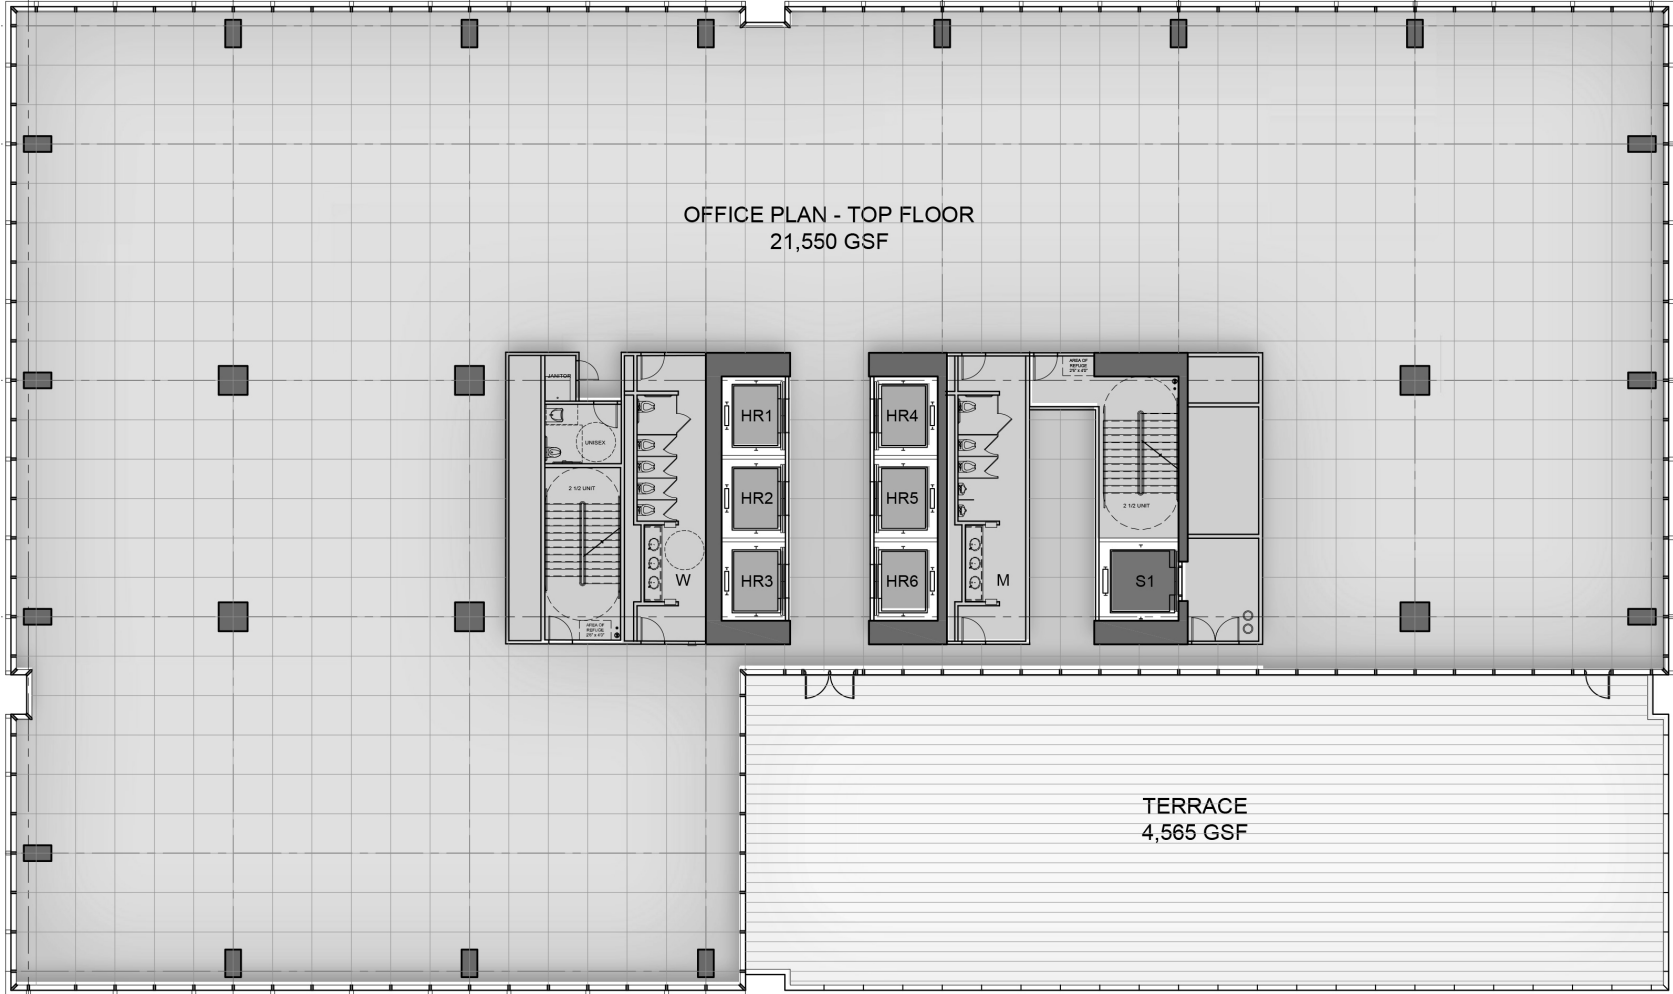 OFFICE PLAN - TOP FLOOR
21,550 GSF
JANITOR
UNISEX
2 1/2 UNIT
AREA OF
REFUGE
W
HR1
HR2
HR3
HR4
HR5
HR6
M
AREA OF
REFUGE
2 1/2 UNIT
S1
TERRACE
4,565 GSF